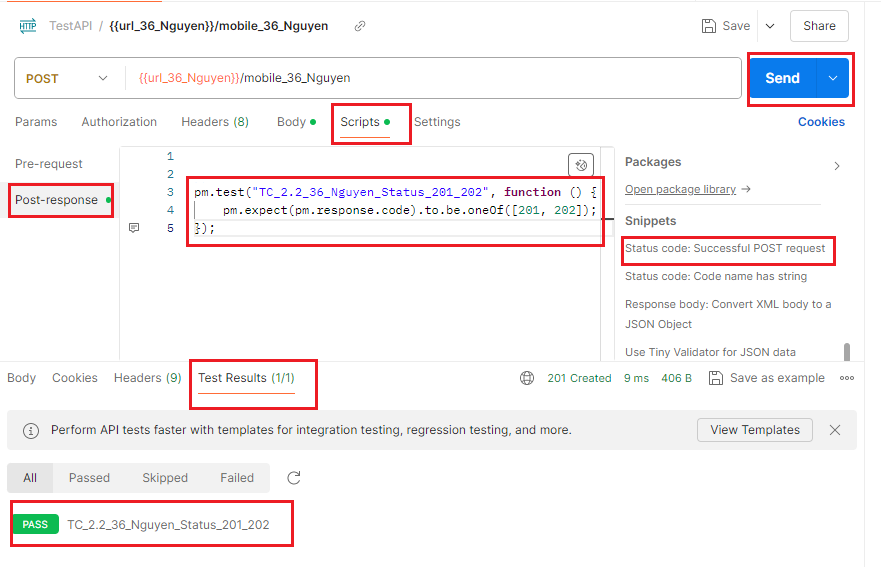 HTTP TestAPI / {{url_36_Nguyen}}/mobile_36_Nguyen Save Share
POST {{url_36_Nguyen}}/mobile_36_Nguyen Send
Params Authorization Headers (8) Body Scripts Settings Cookies
Pre-request
Post-response
1
2
3 pm.test("TC_2.2_36_Nguyen_Status_201_202", function () {
4 pm.expect(pm.response.code).to.be.oneOf([201, 202]);
5 });
Packages
Open package library →
Snippets
Status code: Successful POST request
Status code: Code name has string
Response body: Convert XML body to a
JSON Object
Use Tiny Validator for JSON data
Body Cookies Headers (9) Test Results (1/1) 201 Created 9 ms 406 B Save as example
Perform API tests faster with templates for integration testing, regression testing, and more. View Templates
All Passed Skipped Failed
PASS TC_2.2_36_Nguyen_Status_201_202